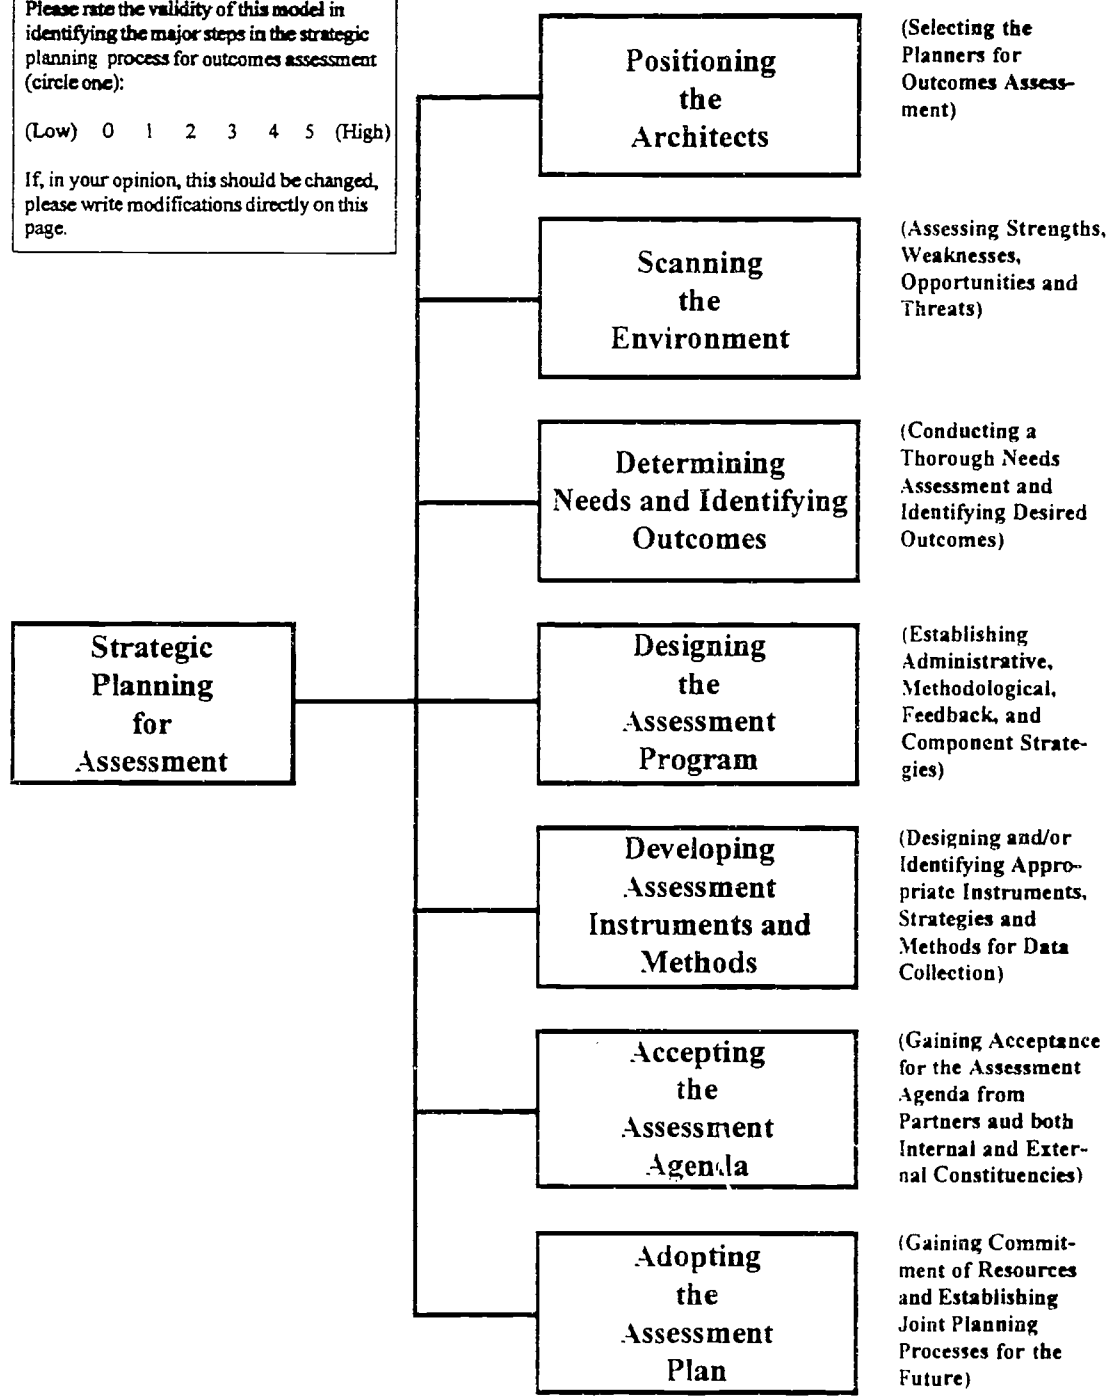 Please rate the validity of this model in
identifying the major steps in the strategic
planning process for outcomes assessment
(circle one):
(Low) 0 1 2 3 4 5 (High)
If, in your opinion, this should be changed,
please write modifications directly on this
page.
Strategic
Planning
for
Assessment
Positioning
the
Architects
(Selecting the
Planners for
Outcomes Assess-
ment)
Scanning
the
Environment
(Assessing Strengths,
Weaknesses,
Opportunities and
Threats)
Determining
Needs and Identifying
Outcomes
(Conducting a
Thorough Needs
Assessment and
Identifying Desired
Outcomes)
Designing
the
Assessment
Program
(Establishing
Administrative,
Methodological,
Feedback, and
Component Strate-
gies)
Developing
Assessment
Instruments and
Methods
(Designing and/or
Identifying Appro-
priate Instruments,
Strategies and
Methods for Data
Collection)
Accepting
the
Assessment
Agenda
(Gaining Acceptance
for the Assessment
Agenda from
Partners aud both
Internal and Exter-
nal Constituencies)
Adopting
the
Assessment
Plan
(Gaining Commit-
ment of Resources
and Establishing
Joint Planning
Processes for the
Future)